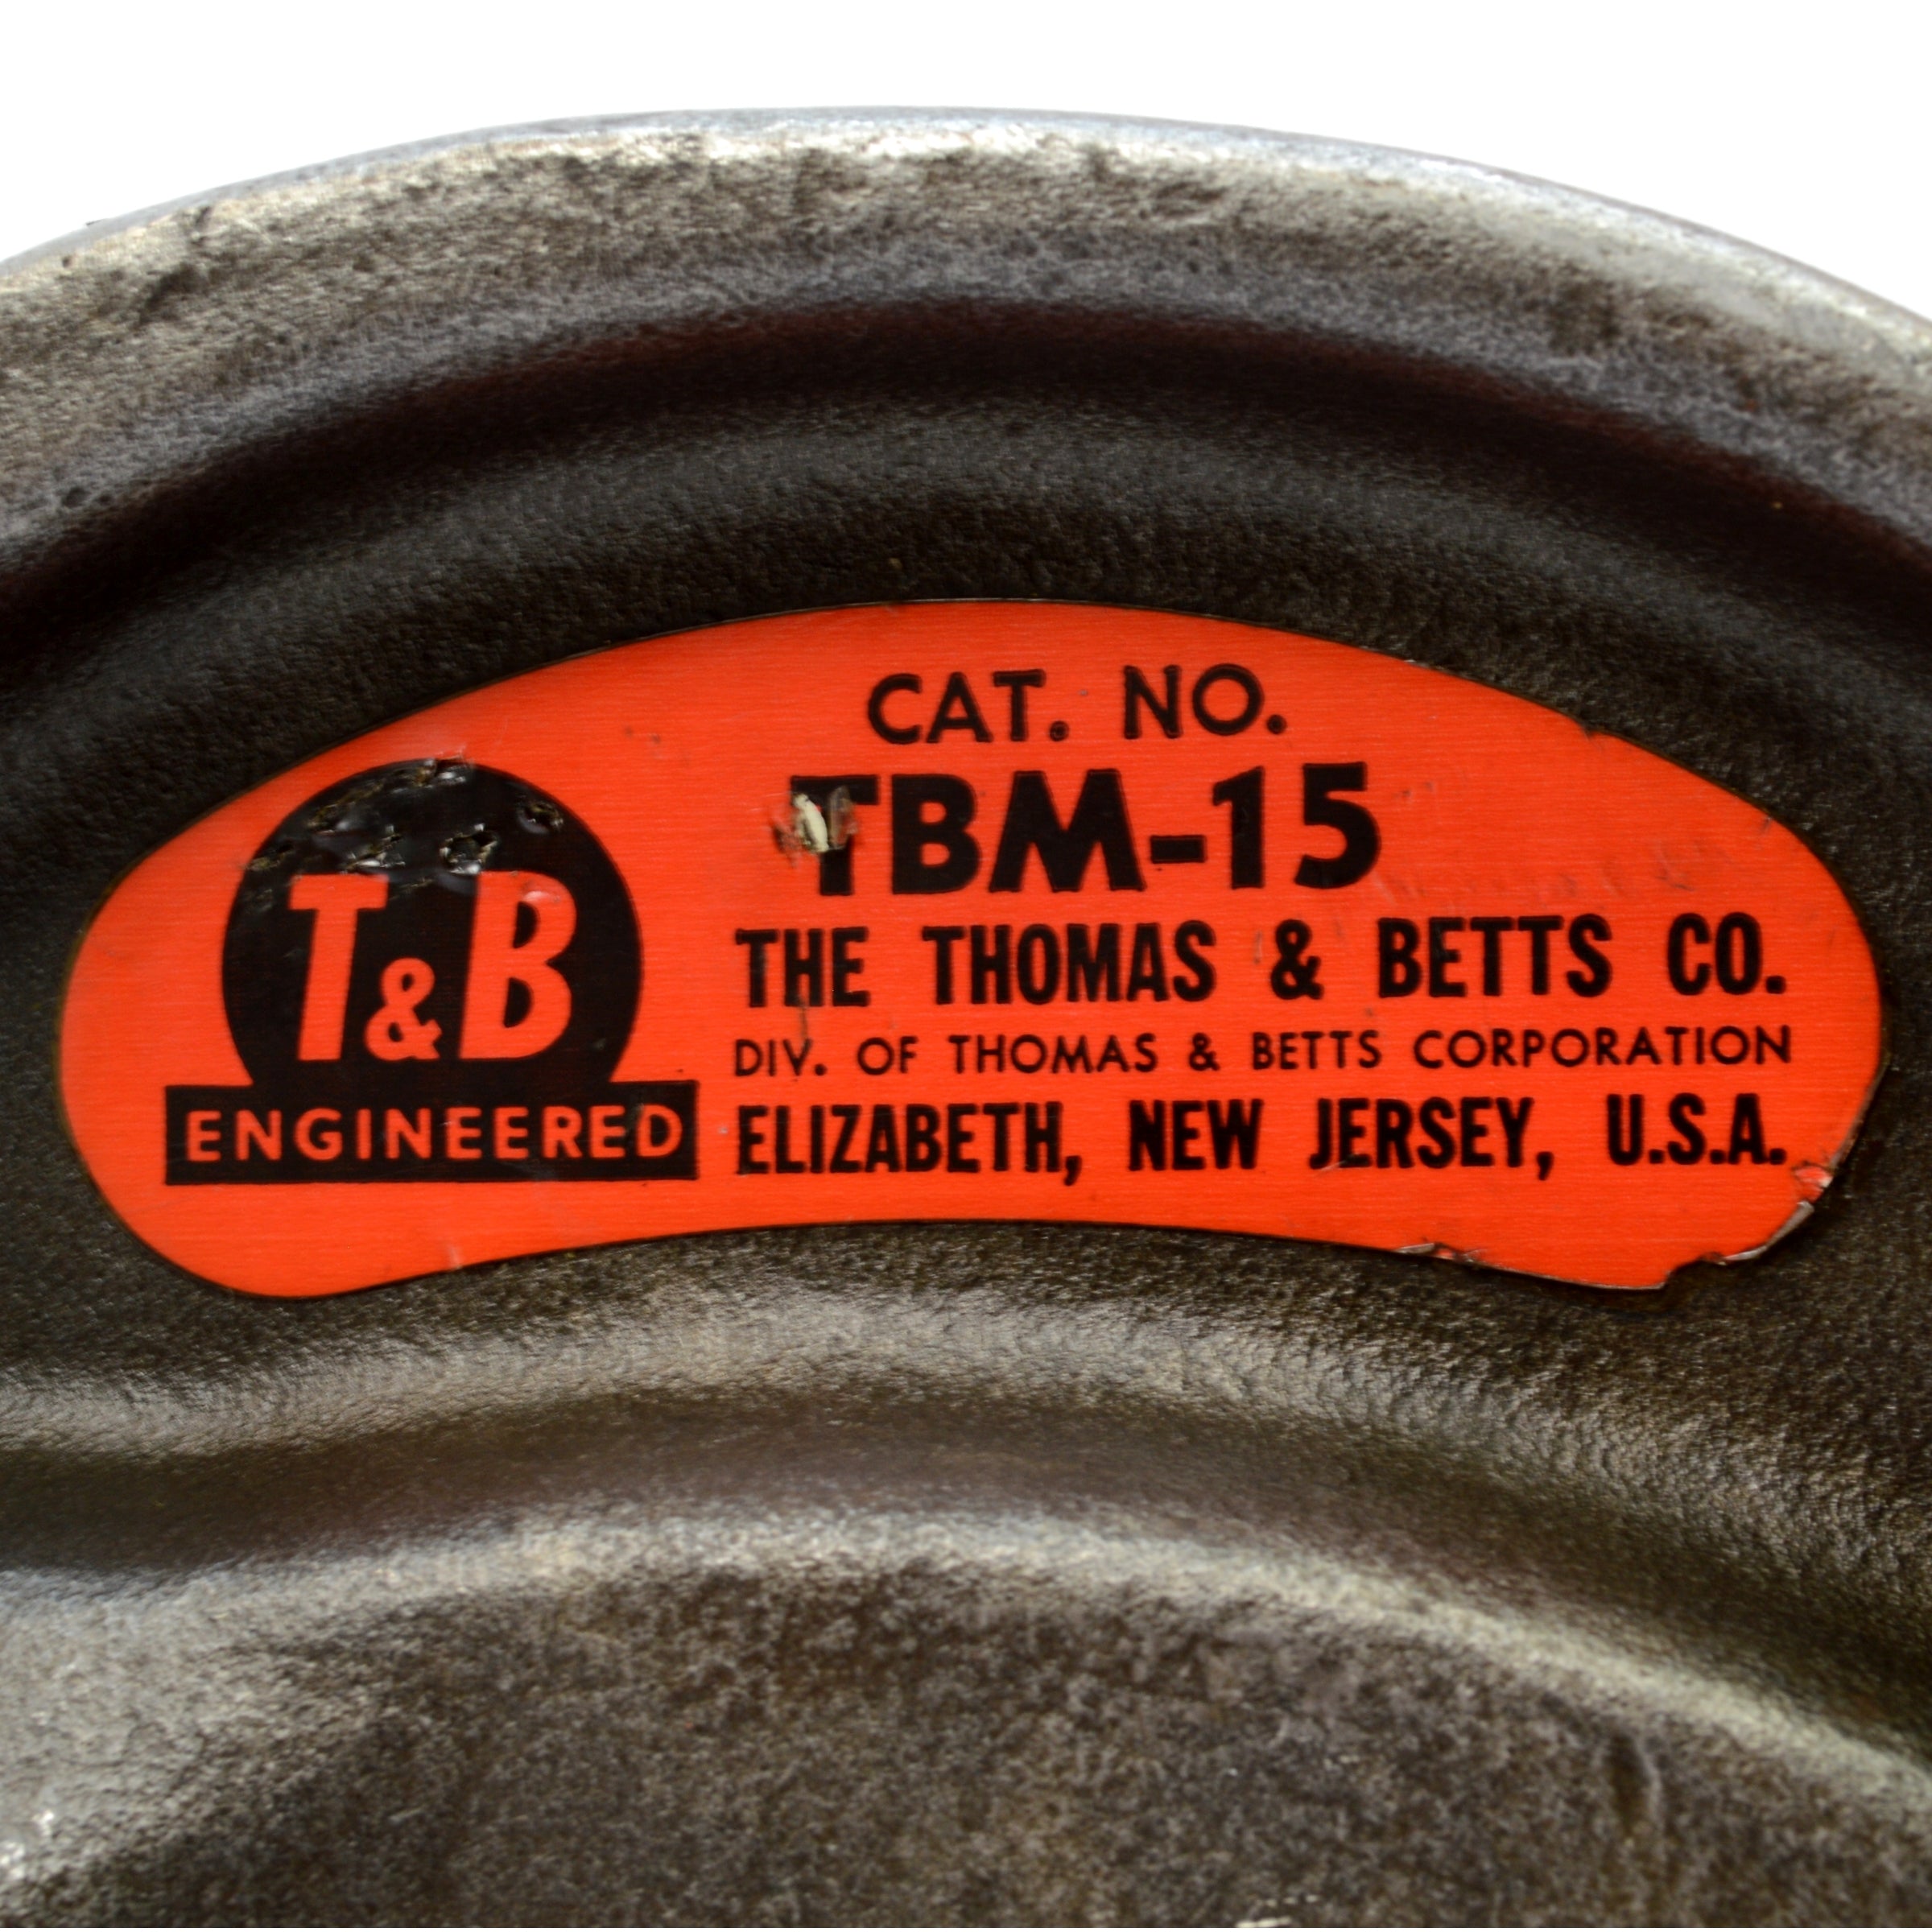 T&B
ENGINEERED
CAT. NO.
TBM-15
THE THOMAS & BETTS CO.
DIV. OF THOMAS & BETTS CORPORATION
ELIZABETH, NEW JERSEY, U.S.A.